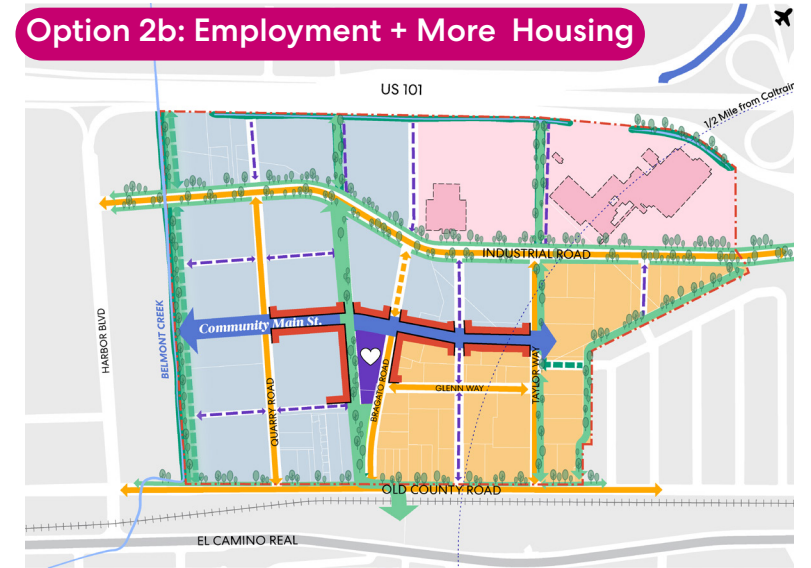 Option 2b: Employment + More Housing
US 101
1/2 Mile from Caltrain
INDUSTRIAL ROAD
HARBOR BLVD
BELMONT CREEK
Community Main St.
QUARRY ROAD
BRAGATO ROAD
GLENN WAY
TAYLOR WAY
OLD COUNTY ROAD
EL CAMINO REAL